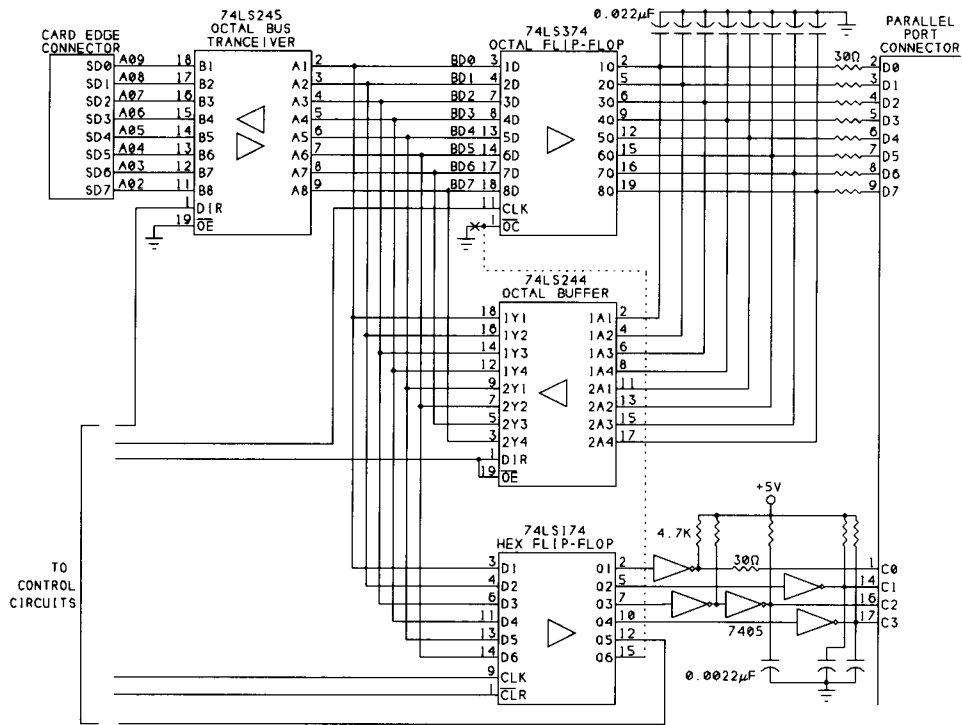 74LS245
OCTAL BUS
TRANCEIVER
CARD EDGE
CONNECTOR
SD0 A09 18 B1 A1 2
SD1 A08 17 B2 A2 3
SD2 A07 16 B3 A3 4
SD3 A06 15 B4 A4 5
SD4 A05 14 B5 A5 6
SD5 A04 13 B6 A6 7
SD6 A03 12 B7 A7 8
SD7 A02 11 B8 A8 9
1 DIR
19 OE
74LS374
OCTAL FLIP-FLOP
BD0 3 1D 1Q 2
BD1 4 2D 2Q 5
BD2 7 3D 3Q 6
BD3 8 4D 4Q 9
BD4 13 5D 5Q 12
BD5 14 6D 6Q 15
BD6 17 7D 7Q 16
BD7 18 8D 8Q 19
11 CLK
1 OC
0.022µF
30Ω
PARALLEL
PORT
CONNECTOR
2 D0
3 D1
4 D2
5 D3
6 D4
7 D5
8 D6
9 D7
74LS244
OCTAL BUFFER
18 1Y1 1A1 2
16 1Y2 1A2 4
14 1Y3 1A3 6
12 1Y4 1A4 8
9 2Y1 2A1 11
7 2Y2 2A2 13
5 2Y3 2A3 15
3 2Y4 2A4 17
1 DIR
19 OE
74LS174
HEX FLIP-FLOP
3 D1 Q1 2
4 D2 Q2 5
6 D3 Q3 7
11 D4 Q4 10
13 D5 Q5 12
14 D6 Q6 15
9 CLK
1 CLR
+5V
4.7K
30Ω
7405
0.0022µF
1 C0
14 C1
16 C2
17 C3
TO
CONTROL
CIRCUITS